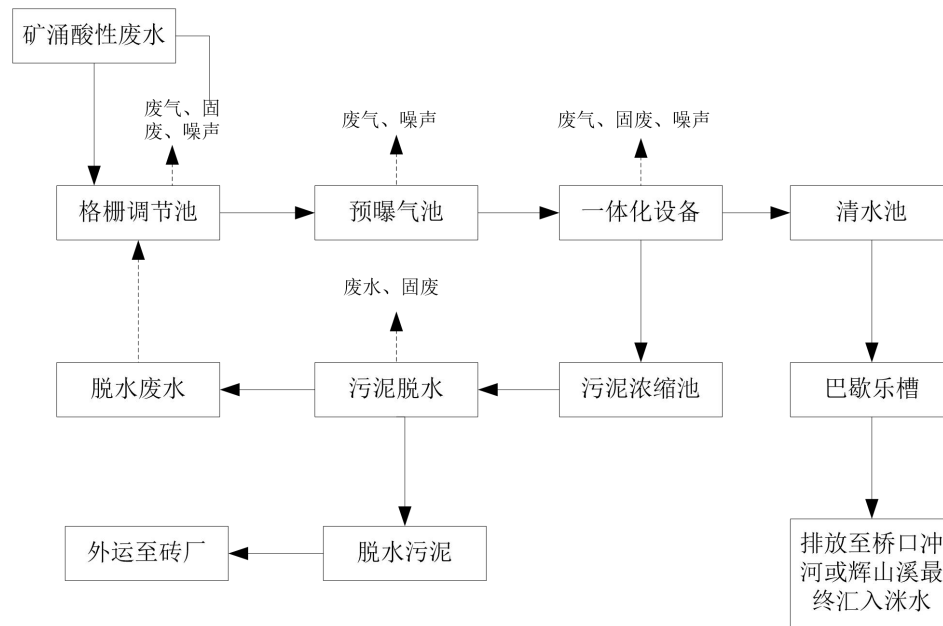 矿涌酸性废水
废气、固
废、噪声
废气、噪声
废气、固废、噪声
格栅调节池
预曝气池
一体化设备
清水池
废水、固废
脱水废水
污泥脱水
污泥浓缩池
巴歇乐槽
外运至砖厂
脱水污泥
排放至桥口冲
河或辉山溪最
终汇入洣水